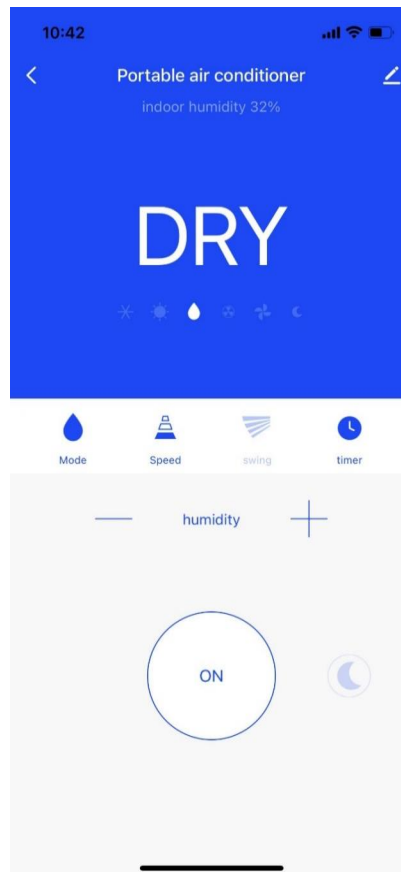 10:42
Portable air conditioner
indoor humidity 32%
DRY
Mode Speed swing timer
humidity
ON